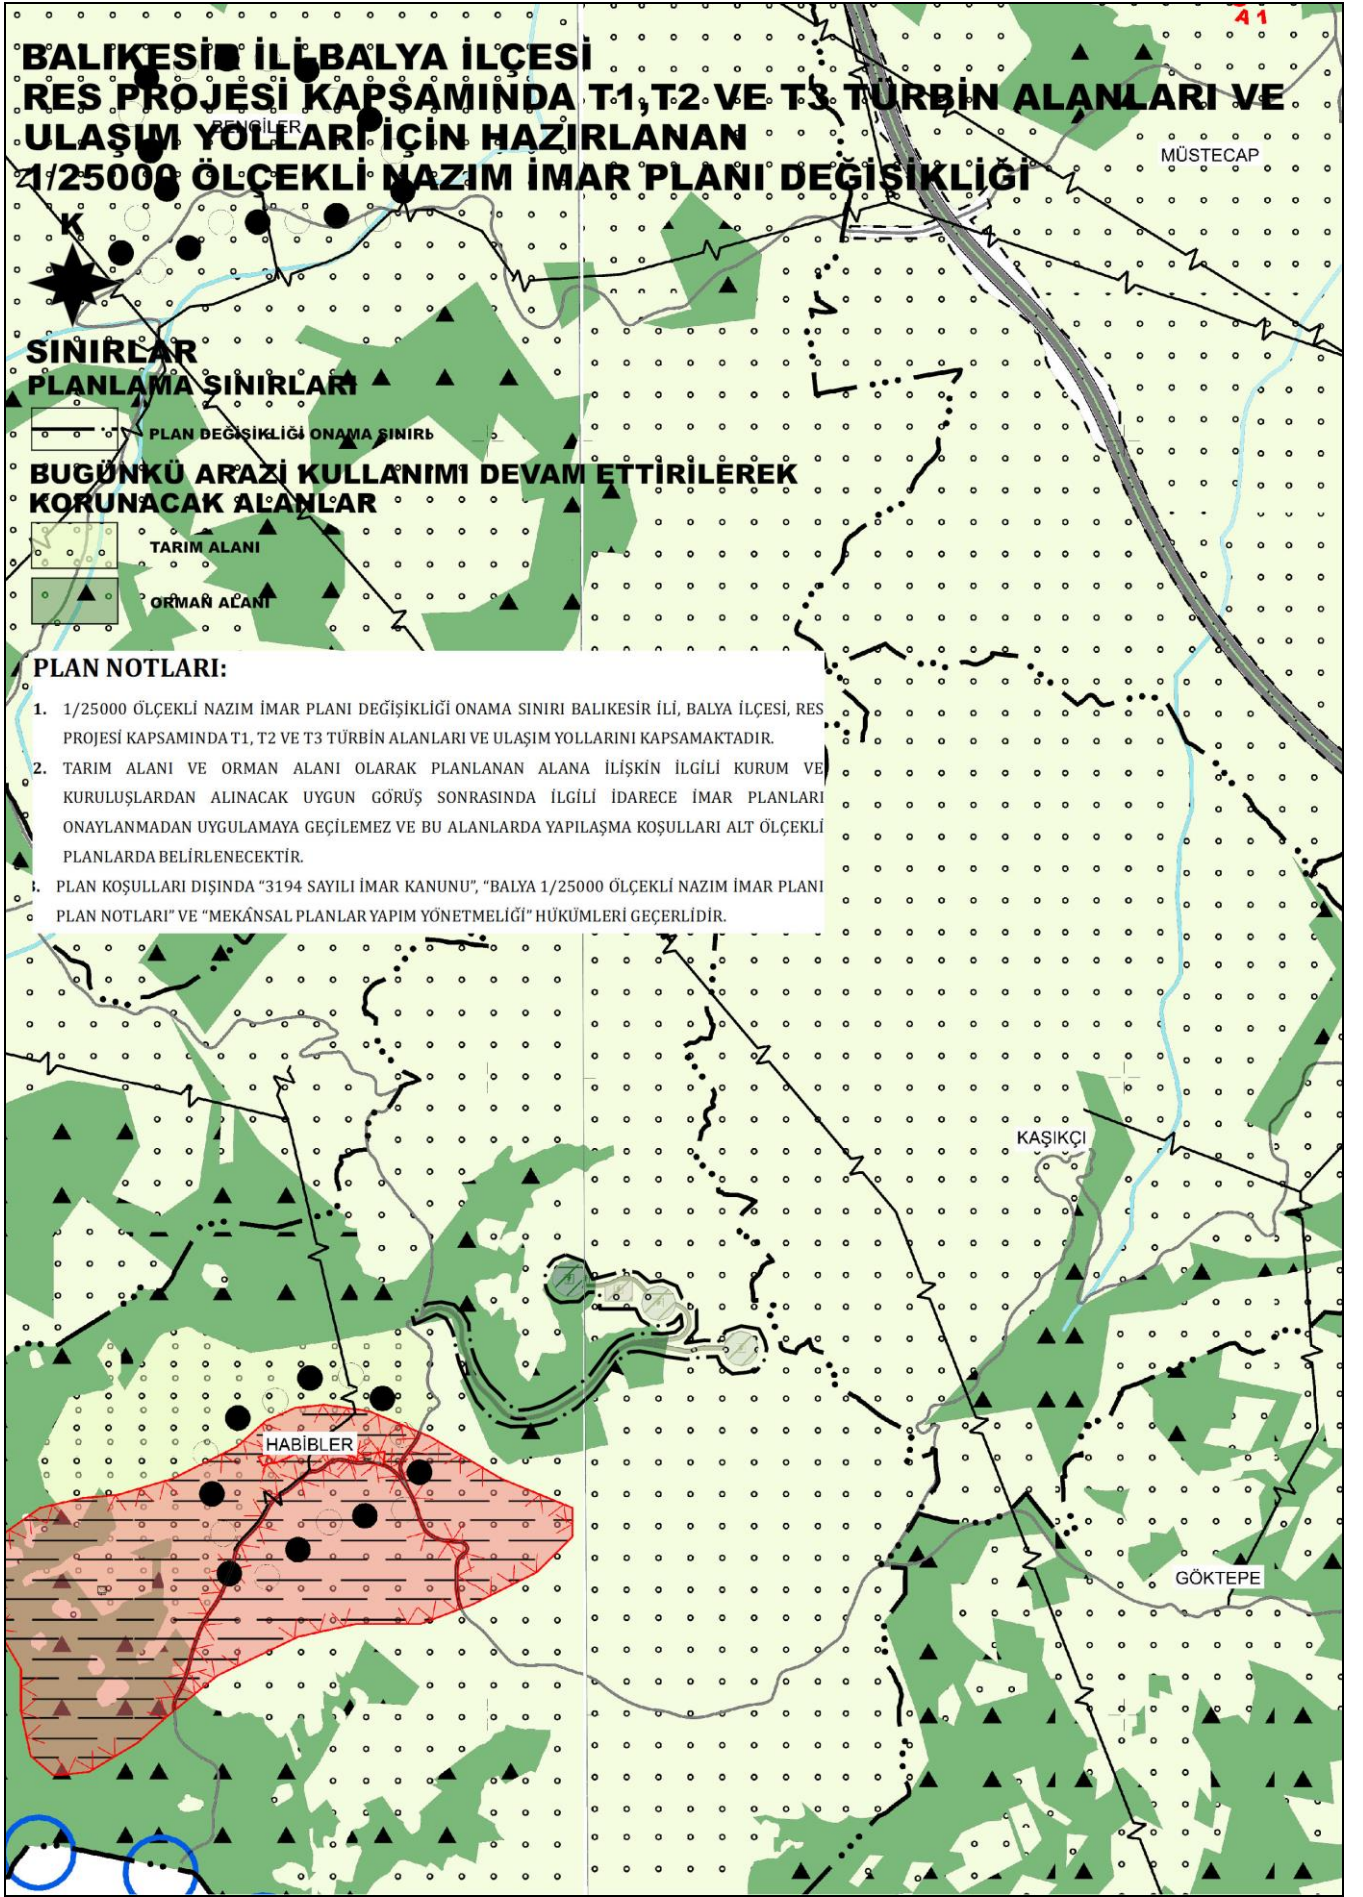 A 1
BALIKESİR İLİ BALYA İLÇESİ
RES PROJESİ KAPSAMINDA T1,T2 VE T3 TÜRBİN ALANLARI VE
BENGİLER
ULAŞIM YOLLARI İÇİN HAZIRLANAN
MÜSTECAP
1/25000 ÖLÇEKLİ NAZIM İMAR PLANI DEĞİŞİKLİĞİ
K
SINIRLAR
PLANLAMA SINIRLARI
PLAN DEĞİŞİKLİĞİ ONAMA SINIRI
BUGÜNKÜ ARAZİ KULLANIMI DEVAM ETTİRİLEREK
KORUNACAK ALANLAR
TARIM ALANI
ORMAN ALANI
PLAN NOTLARI:
1. 1/25000 ÖLÇEKLİ NAZIM İMAR PLANI DEĞİŞİKLİĞİ ONAMA SINIRI BALIKESİR İLİ, BALYA İLÇESİ, RES
PROJESİ KAPSAMINDA T1, T2 VE T3 TÜRBİN ALANLARI VE ULAŞIM YOLLARINI KAPSAMAKTADIR.
2. TARIM ALANI VE ORMAN ALANI OLARAK PLANLANAN ALANA İLİŞKİN İLGİLİ KURUM VE
KURULUŞLARDAN ALINACAK UYGUN GÖRÜŞ SONRASINDA İLGİLİ İDARECE İMAR PLANLARI
ONAYLANMADAN UYGULAMAYA GEÇİLEMEZ VE BU ALANLARDA YAPILAŞMA KOŞULLARI ALT ÖLÇEKLİ
PLANLARDA BELİRLENECEKTİR.
3. PLAN KOŞULLARI DIŞINDA “3194 SAYILI İMAR KANUNU”, “BALYA 1/25000 ÖLÇEKLİ NAZIM İMAR PLANI
PLAN NOTLARI” VE “MEKÂNSAL PLANLAR YAPIM YÖNETMELİĞİ” HÜKÜMLERİ GEÇERLİDİR.
KAŞIKÇI
HABİBLER
GÖKTEPE